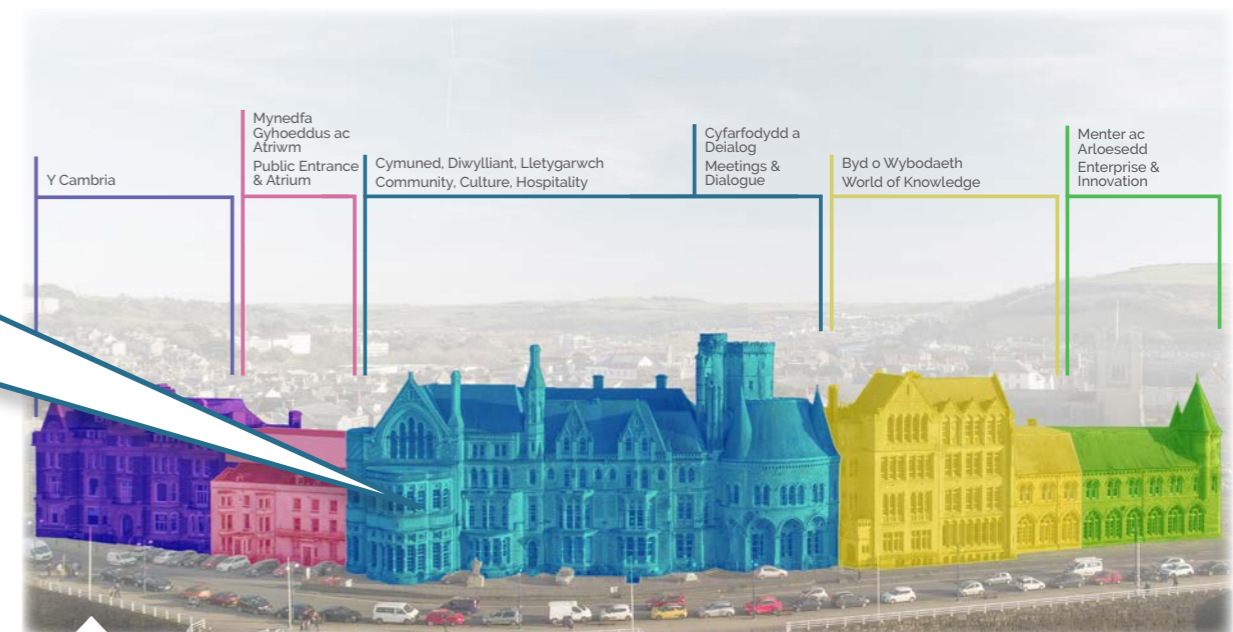 Y Cambria
Mynedfa
Gyhoeddus ac
Atriwm
Public Entrance
& Atrium
Cymuned, Diwylliant, Lletygarwch
Community, Culture, Hospitality
Cyfarfodydd a
Deialog
Meetings &
Dialogue
Byd o Wybodaeth
World of Knowledge
Menter ac
Arloesedd
Enterprise &
Innovation